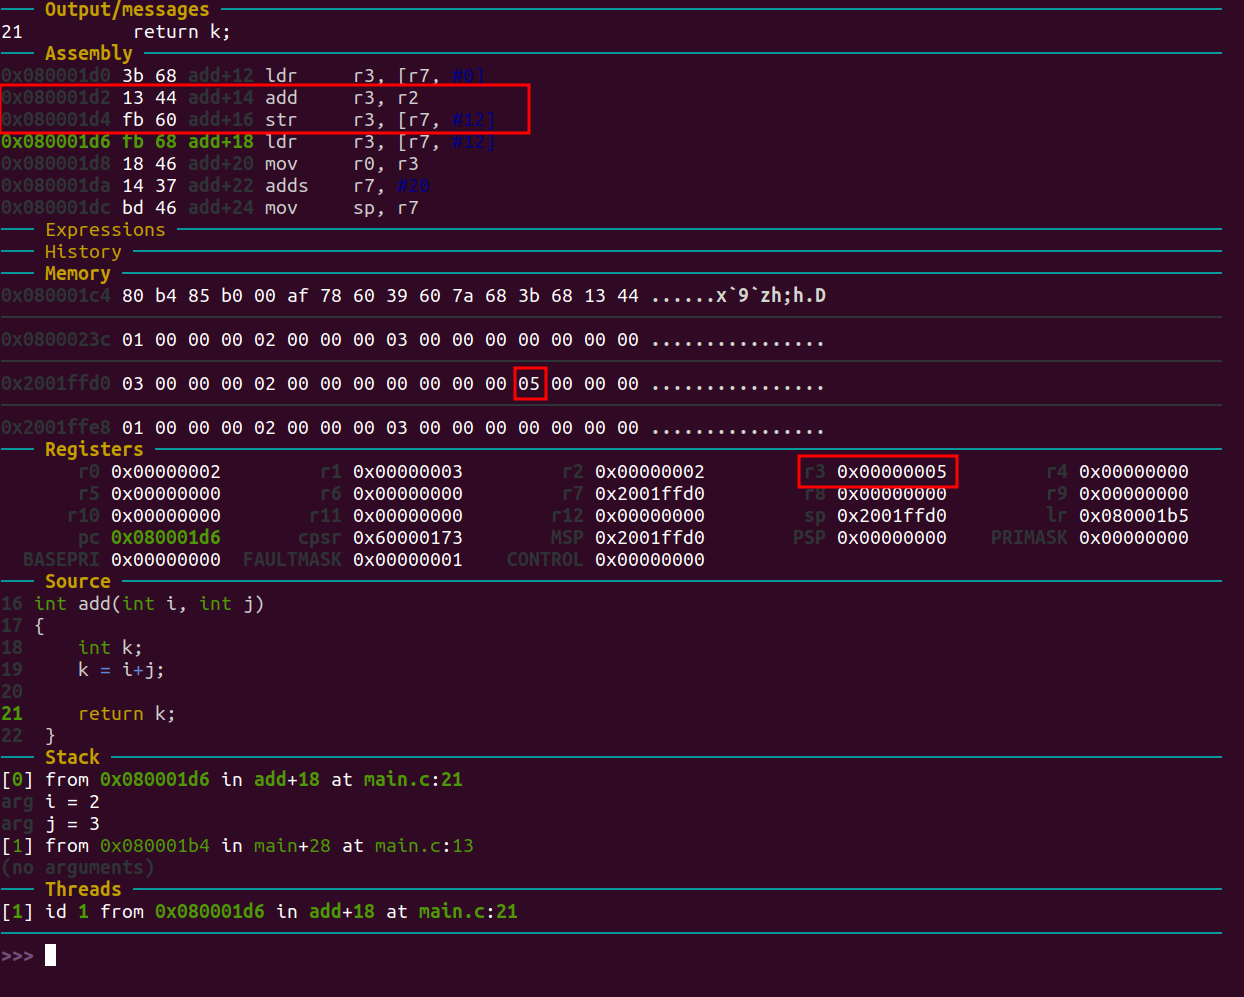 Output/messages
21          return k;
Assembly
0x080001d0 3b 68 add+12 ldr     r3, [r7, #0]
0x080001d2 13 44 add+14 add     r3, r2
0x080001d4 fb 60 add+16 str     r3, [r7, #12]
0x080001d6 fb 68 add+18 ldr     r3, [r7, #12]
0x080001d8 18 46 add+20 mov     r0, r3
0x080001da 14 37 add+22 adds    r7, #20
0x080001dc bd 46 add+24 mov     sp, r7
Expressions
History
Memory
0x080001c4 80 b4 85 b0 00 af 78 60 39 60 7a 68 3b 68 13 44 ......x`9`zh;h.D
0x0800023c 01 00 00 00 02 00 00 00 03 00 00 00 00 00 00 00 ................
0x2001ffd0 03 00 00 00 02 00 00 00 00 00 00 00 05 00 00 00 ................
0x2001ffe8 01 00 00 00 02 00 00 00 03 00 00 00 00 00 00 00 ................
Registers
r0 0x00000002 r1 0x00000003 r2 0x00000002 r3 0x00000005 r4 0x00000000
r5 0x00000000 r6 0x00000000 r7 0x2001ffd0 r8 0x00000000 r9 0x00000000
r10 0x00000000 r11 0x00000000 r12 0x00000000 sp 0x2001ffd0 lr 0x080001b5
pc 0x080001d6 cpsr 0x60000173 MSP 0x2001ffd0 PSP 0x00000000 PRIMASK 0x00000000
BASEPRI 0x00000000 FAULTMASK 0x00000001 CONTROL 0x00000000
Source
16 int add(int i, int j)
17 {
18     int k;
19     k = i+j;
20
21     return k;
22  }
Stack
[0] from 0x080001d6 in add+18 at main.c:21
arg i = 2
arg j = 3
[1] from 0x080001b4 in main+28 at main.c:13
(no arguments)
Threads
[1] id 1 from 0x080001d6 in add+18 at main.c:21
>>>